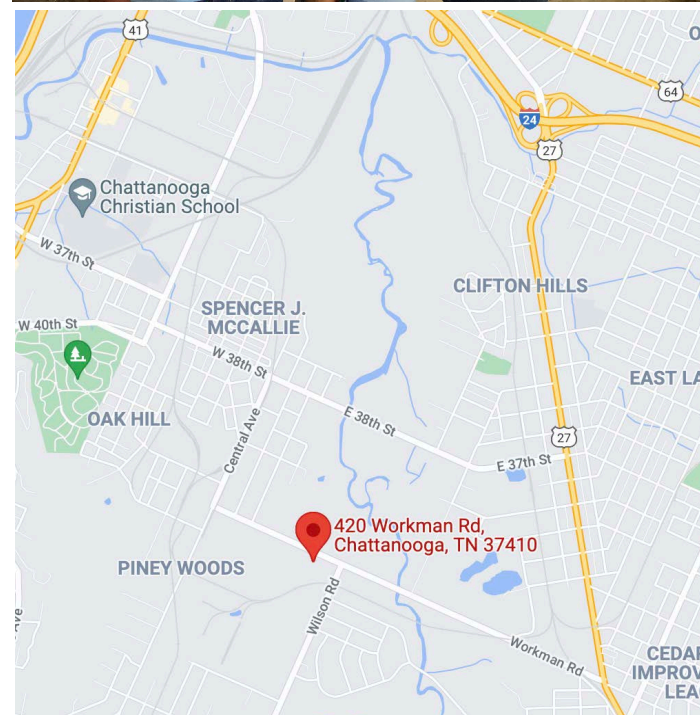 41
64
24
27
Chattanooga
Christian School
W 37th St
CLIFTON HILLS
SPENCER J.
MCCALLIE
W 40th St
W 38th St
EAST LA
OAK HILL
Central Ave
E 38th St
27
E 37th St
420 Workman Rd,
Chattanooga, TN 37410
PINEY WOODS
Wilson Rd
Ave
Workman Rd
CEDAR
IMPROV
LEA
O